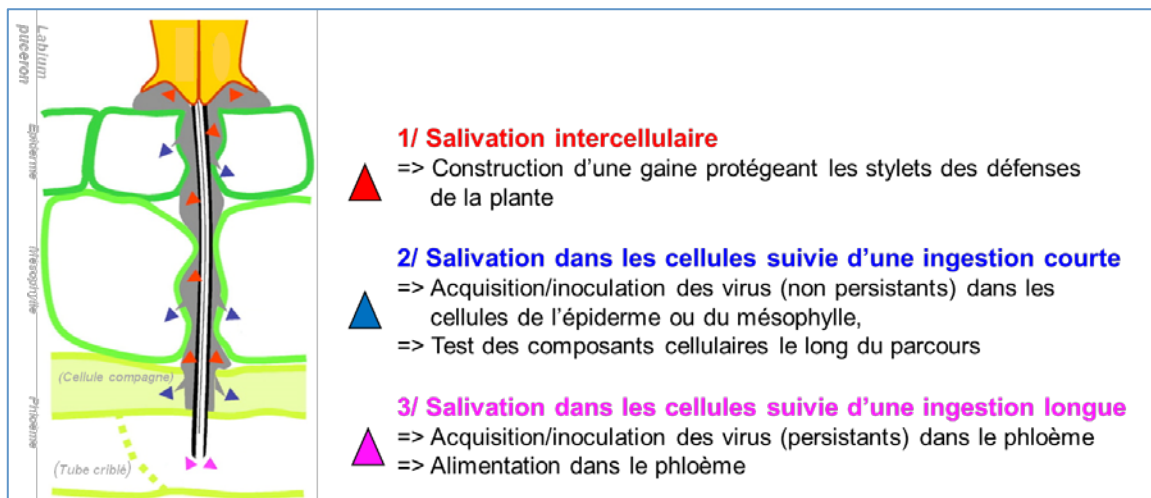 Labium
puceron
Epiderme
Mésophylle
(Cellule compagne)
Phloème
(Tube criblé)
1/ Salivation intercellulaire
=> Construction d’une gaine protégeant les stylets des défenses
de la plante
2/ Salivation dans les cellules suivie d’une ingestion courte
=> Acquisition/inoculation des virus (non persistants) dans les
cellules de l’épiderme ou du mésophylle,
=> Test des composants cellulaires le long du parcours
3/ Salivation dans les cellules suivie d’une ingestion longue
=> Acquisition/inoculation des virus (persistants) dans le phloème
=> Alimentation dans le phloème